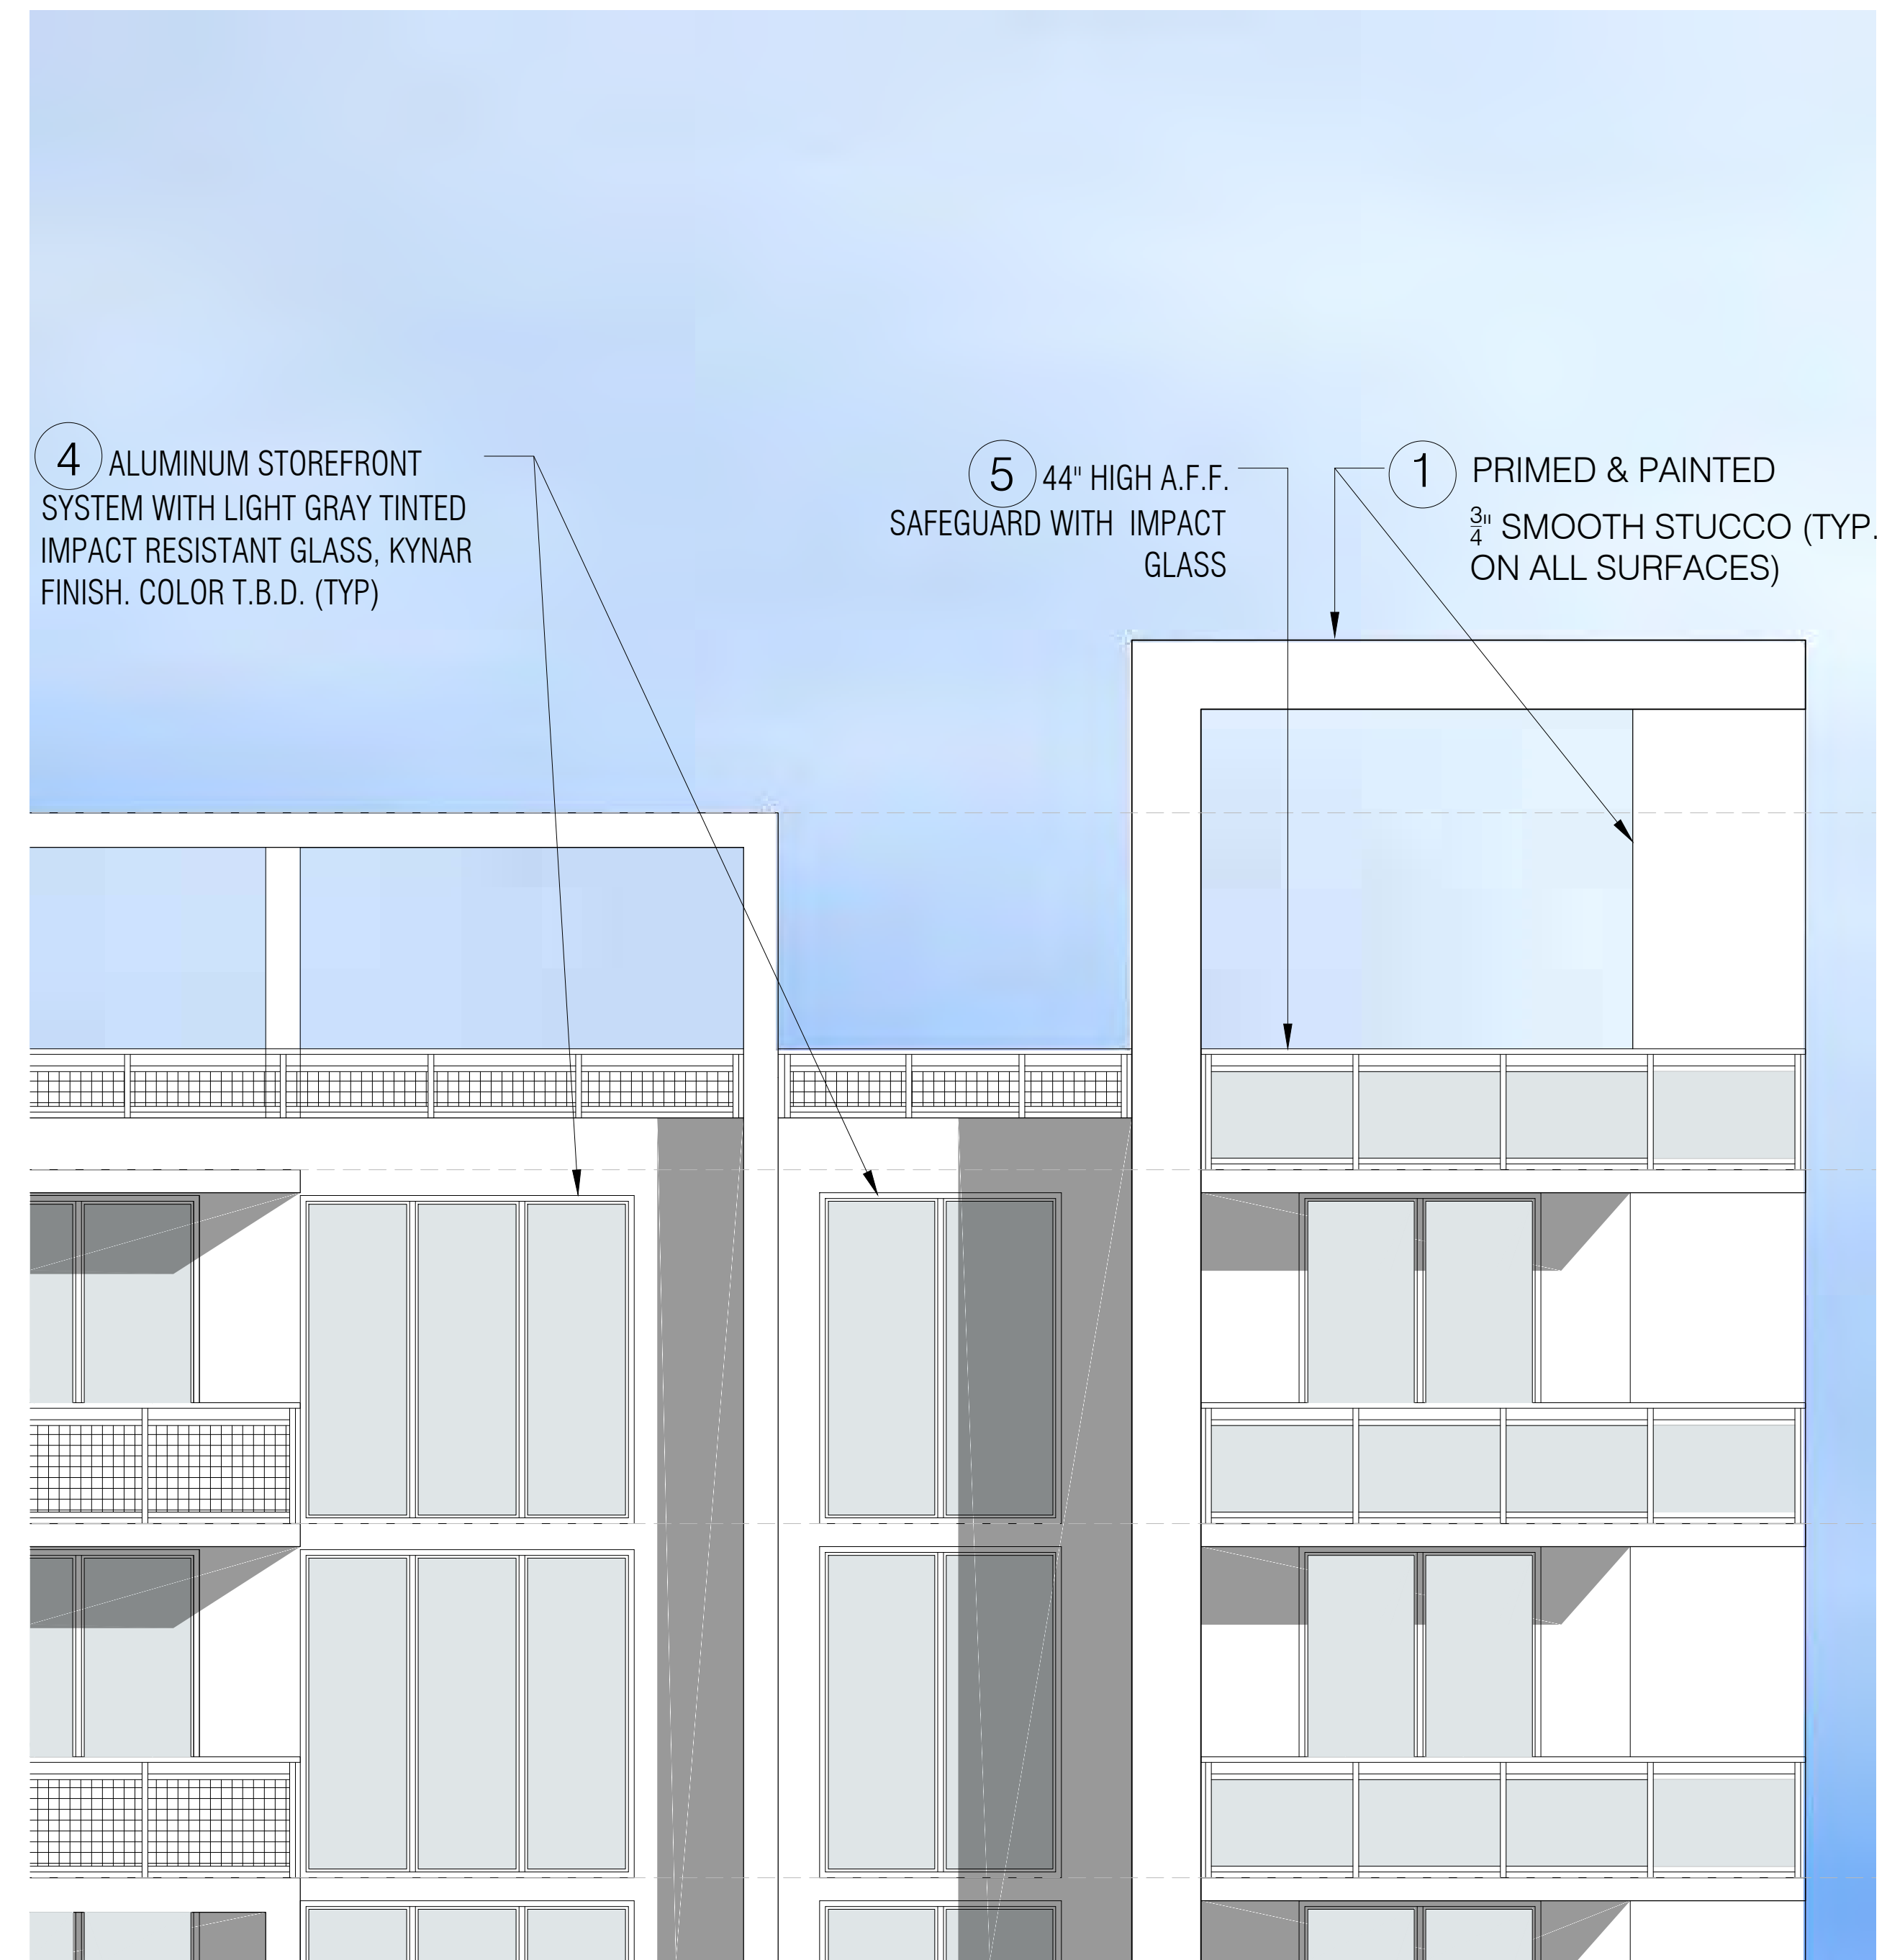 4 ALUMINUM STOREFRONT
SYSTEM WITH LIGHT GRAY TINTED
IMPACT RESISTANT GLASS, KYNAR
FINISH. COLOR T.B.D. (TYP)
5 44" HIGH A.F.F.
SAFEGUARD WITH IMPACT
GLASS
1 PRIMED & PAINTED
3/4" SMOOTH STUCCO (TYP.
ON ALL SURFACES)